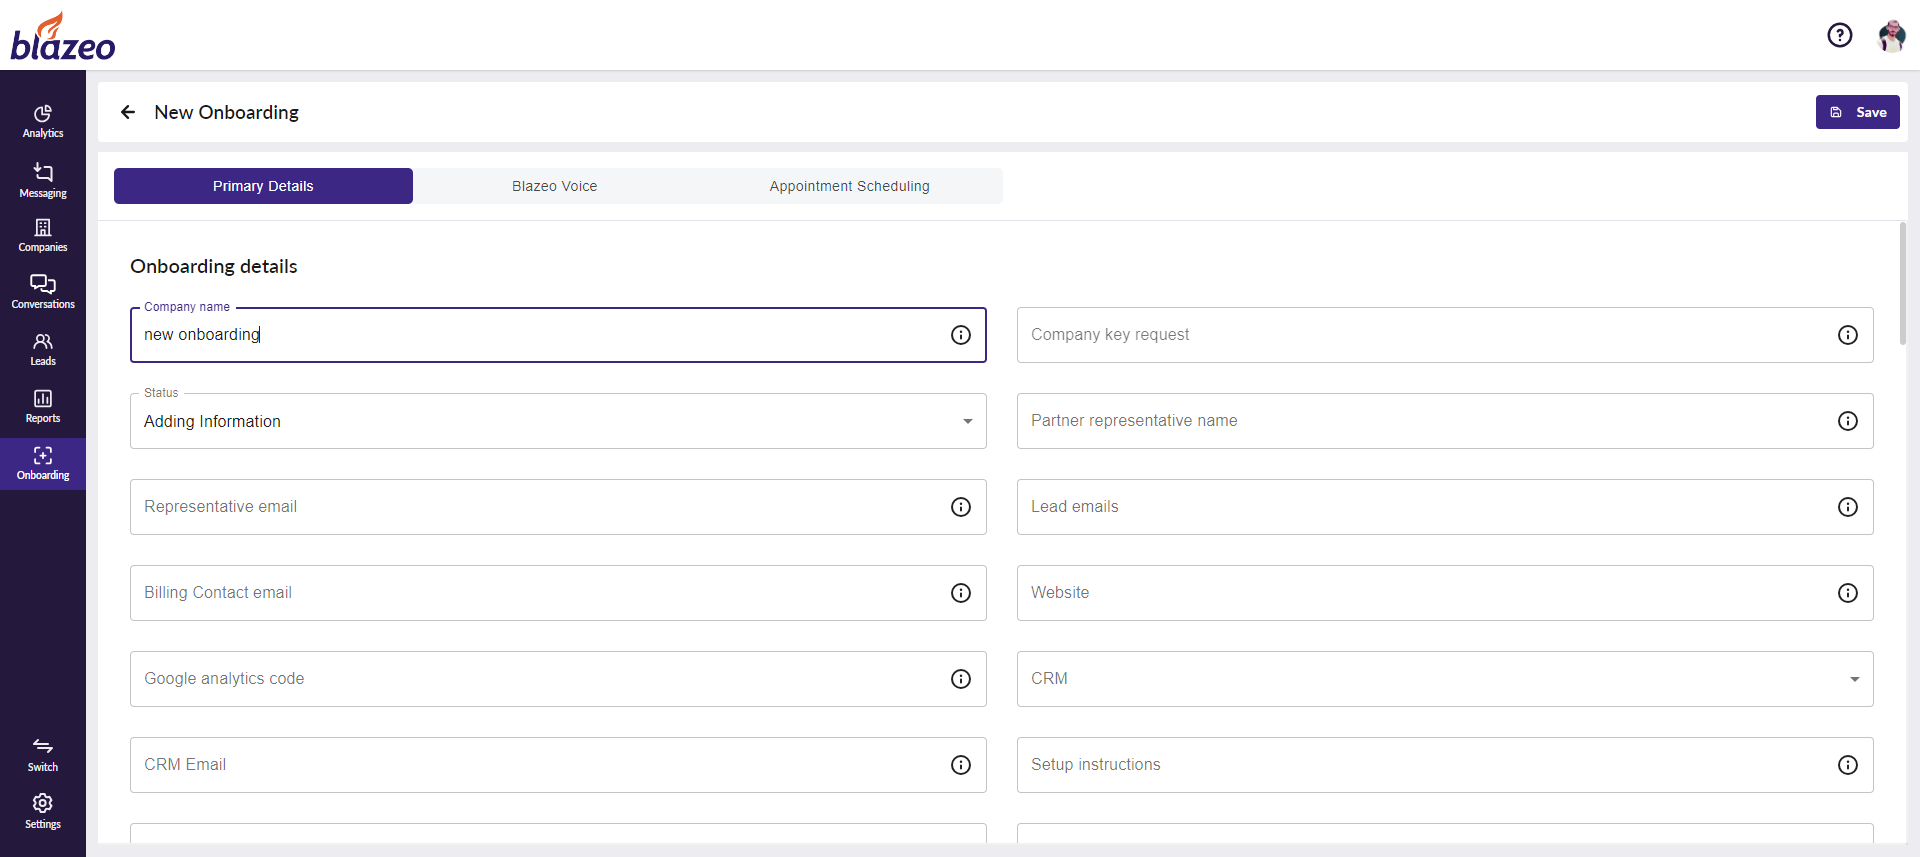 blazeo
New Onboarding
Save
Analytics
Messaging
Companies
Conversations
Leads
Reports
Onboarding
Switch
Settings
Primary Details
Blazeo Voice
Appointment Scheduling
Onboarding details
Company name
new onboarding
Company key request
Status
Adding Information
Partner representative name
Representative email
Lead emails
Billing Contact email
Website
Google analytics code
CRM
CRM Email
Setup instructions